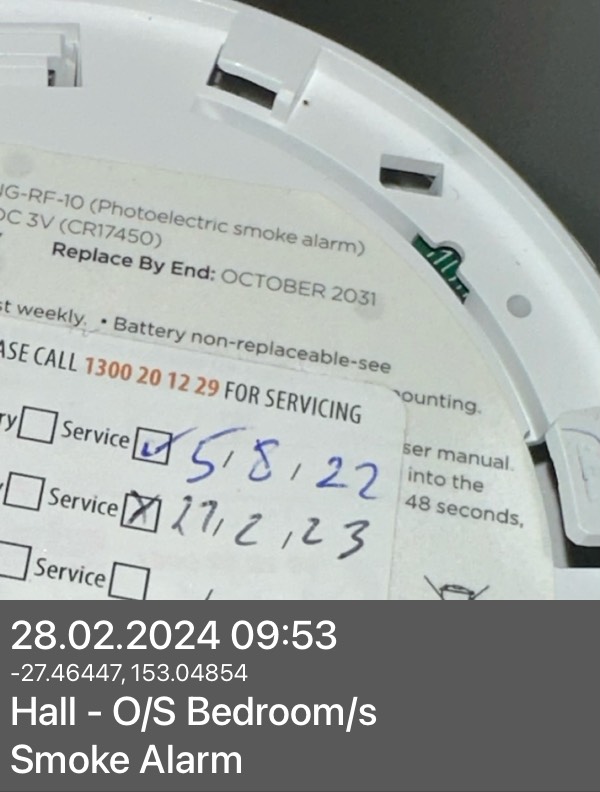 IG-RF-10 (Photoelectric smoke alarm)
DC 3V (CR17450)
Replace By End: OCTOBER 2031
st weekly. • Battery non-replaceable-see
ounting.
ASE CALL 1300 20 12 29 FOR SERVICING
ry Service 5/8/22
ser manual.
into the
Service 27/2/23
48 seconds,
Service
28.02.2024 09:53
-27.46447, 153.04854
Hall - O/S Bedroom/s
Smoke Alarm